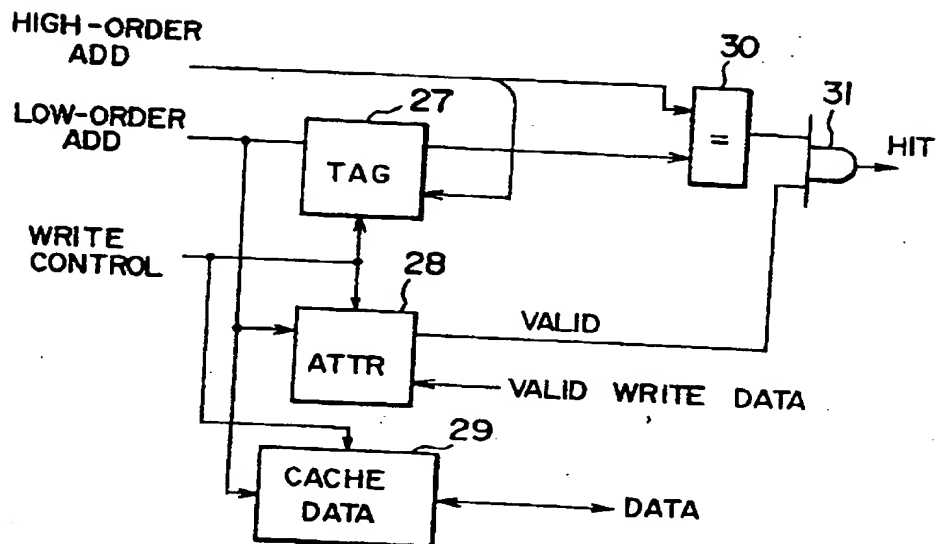 HIGH-ORDER
ADD
30
27
31
LOW-ORDER
ADD
TAG
=
HIT
WRITE
CONTROL
28
VALID
ATTR
VALID WRITE DATA
29
CACHE
DATA
DATA